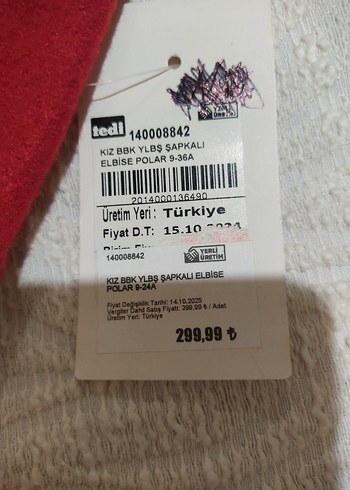 tedi 140008842
YERLİ ÜRETİM
KIZ BBK YLBŞ ŞAPKALI
ELBİSE POLAR 9-36A
2014000136490
Üretim Yeri : Türkiye
Fiyat D.T: 15.10.2024
140008842
YERLİ ÜRETİM
KIZ BBK YLBŞ ŞAPKALI ELBİSE
POLAR 9-24A
Fiyat Değişiklik Tarihi: 14.10.2025
Vergiler Dahil Satış Fiyatı: 299,99 ₺ / Adet
Üretim Yeri: Türkiye
299,99 ₺